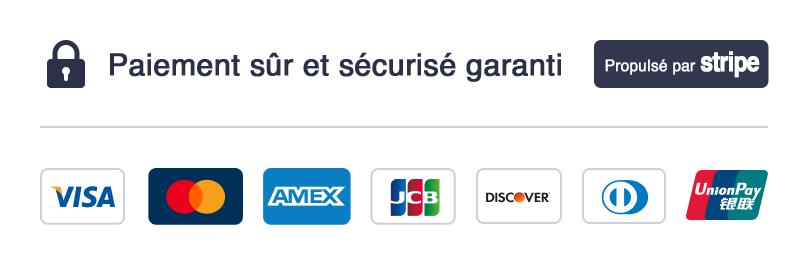 Paiement sûr et sécurisé garanti
Propulsé par stripe
VISA
AMEX
JCB
DISCOVER
UnionPay
银联